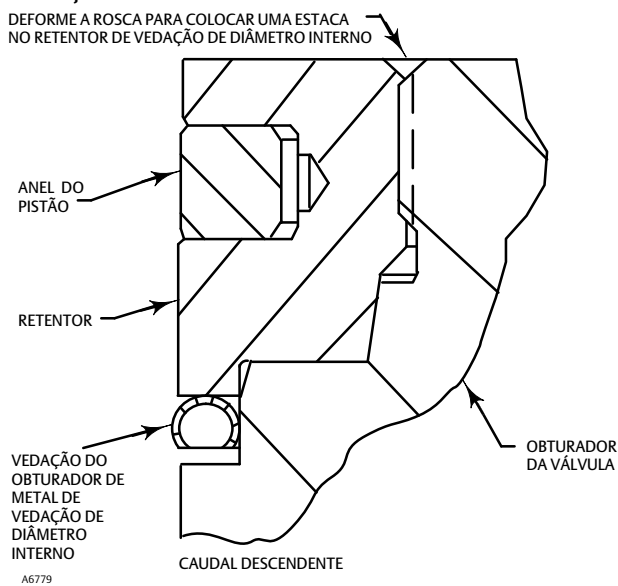 DEFORME A ROSCA PARA COLOCAR UMA ESTACA
NO RETENTOR DE VEDAÇÃO DE DIÂMETRO INTERNO
ANEL DO
PISTÃO
RETENTOR
VEDAÇÃO DO
OBTURADOR DE
METAL DE
VEDAÇÃO DE
DIÂMETRO
INTERNO
OBTURADOR
DA VÁLVULA
CAUDAL DESCENDENTE
A6779